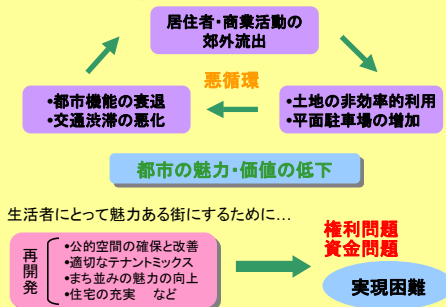 居住者・商業活動の
郊外流出
悪循環
•都市機能の衰退
•交通渋滞の悪化
•土地の非効率的利用
•平面駐車場の増加
都市の魅力・価値の低下
生活者にとって魅力ある街にするために…
再開発
•公的空間の確保と改善
•適切なテナントミックス
•まち並みの魅力の向上
•住宅の充実　など
権利問題
資金問題
実現困難